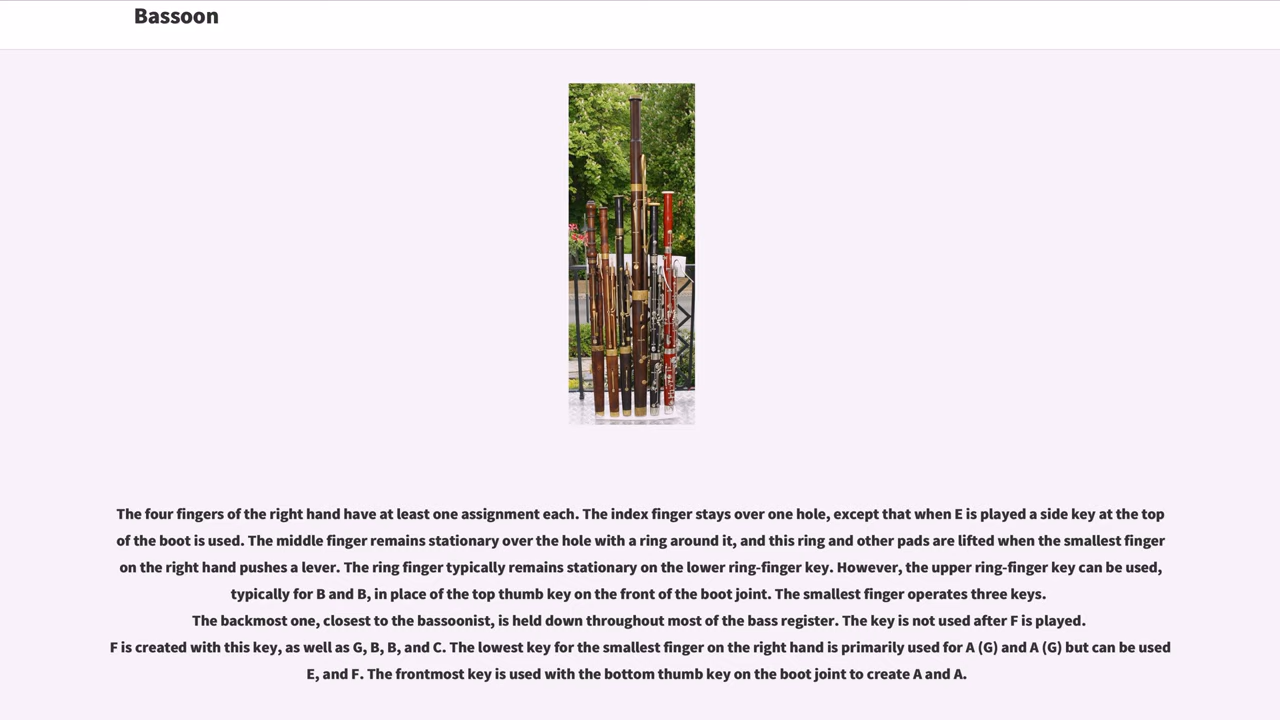 Bassoon
The four fingers of the right hand have at least one assignment each. The index finger stays over one hole, except that when E is played a side key at the top
of the boot is used. The middle finger remains stationary over the hole with a ring around it, and this ring and other pads are lifted when the smallest finger
on the right hand pushes a lever. The ring finger typically remains stationary on the lower ring-finger key. However, the upper ring-finger key can be used,
typically for B and B, in place of the top thumb key on the front of the boot joint. The smallest finger operates three keys.
The backmost one, closest to the bassoonist, is held down throughout most of the bass register. The key is not used after F is played.
F is created with this key, as well as G, B, B, and C. The lowest key for the smallest finger on the right hand is primarily used for A (G) and A (G) but can be used
E, and F. The frontmost key is used with the bottom thumb key on the boot joint to create A and A.